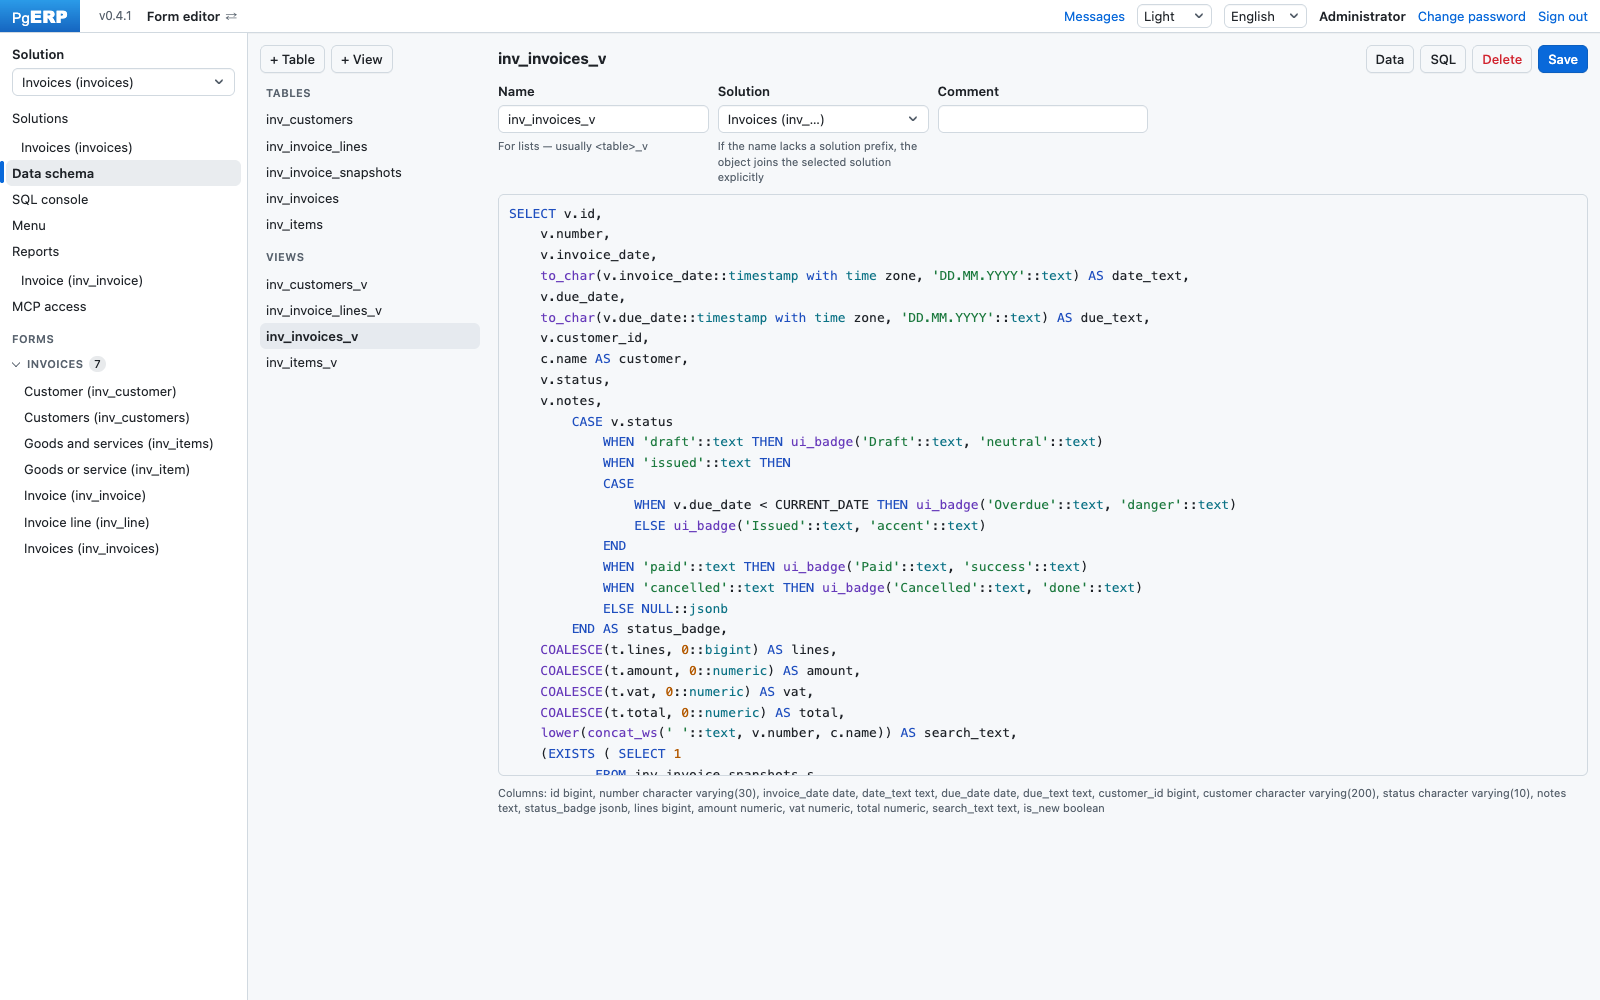 PgERP v0.4.1 Form editor ⇄ Messages Light English Administrator Change password Sign out
Solution
Invoices (invoices)
Solutions
Invoices (invoices)
Data schema
SQL console
Menu
Reports
Invoice (inv_invoice)
MCP access
FORMS
INVOICES 7
Customer (inv_customer)
Customers (inv_customers)
Goods and services (inv_items)
Goods or service (inv_item)
Invoice (inv_invoice)
Invoice line (inv_line)
Invoices (inv_invoices)
+ Table + View
TABLES
inv_customers
inv_invoice_lines
inv_invoice_snapshots
inv_invoices
inv_items
VIEWS
inv_customers_v
inv_invoice_lines_v
inv_invoices_v
inv_items_v
inv_invoices_v Data SQL Delete Save
Name Solution Comment
inv_invoices_v Invoices (inv_...)
For lists — usually <table>_v
If the name lacks a solution prefix, the
object joins the selected solution
explicitly
SELECT v.id,
v.number,
v.invoice_date,
to_char(v.invoice_date::timestamp with time zone, 'DD.MM.YYYY'::text) AS date_text,
v.due_date,
to_char(v.due_date::timestamp with time zone, 'DD.MM.YYYY'::text) AS due_text,
v.customer_id,
c.name AS customer,
v.status,
v.notes,
CASE v.status
WHEN 'draft'::text THEN ui_badge('Draft'::text, 'neutral'::text)
WHEN 'issued'::text THEN
CASE
WHEN v.due_date < CURRENT_DATE THEN ui_badge('Overdue'::text, 'danger'::text)
ELSE ui_badge('Issued'::text, 'accent'::text)
END
WHEN 'paid'::text THEN ui_badge('Paid'::text, 'success'::text)
WHEN 'cancelled'::text THEN ui_badge('Cancelled'::text, 'done'::text)
ELSE NULL::jsonb
END AS status_badge,
COALESCE(t.lines, 0::bigint) AS lines,
COALESCE(t.amount, 0::numeric) AS amount,
COALESCE(t.vat, 0::numeric) AS vat,
COALESCE(t.total, 0::numeric) AS total,
lower(concat_ws(' '::text, v.number, c.name)) AS search_text,
(EXISTS ( SELECT 1
FROM inv_invoice_snapshots s
Columns: id bigint, number character varying(30), invoice_date date, date_text text, due_date date, due_text text, customer_id bigint, customer character varying(200), status character varying(10), notes
text, status_badge jsonb, lines bigint, amount numeric, vat numeric, total numeric, search_text text, is_new boolean